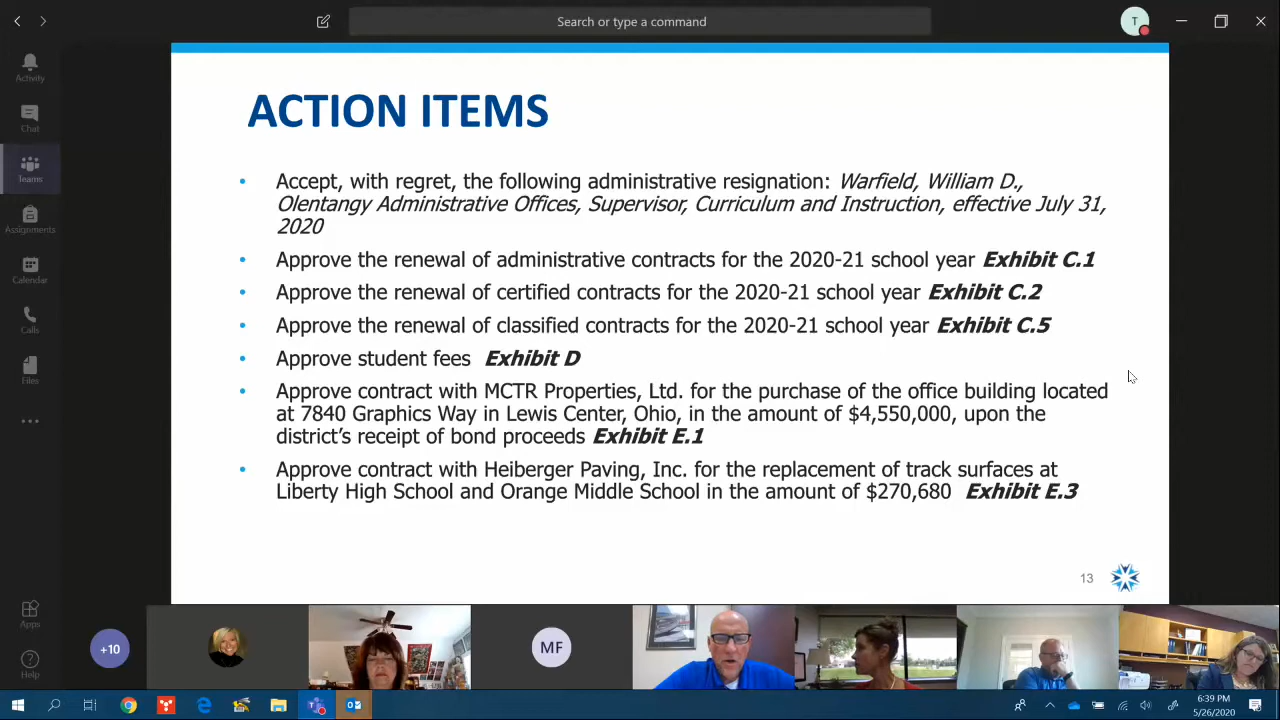 Search or type a command
T
Activity
Chat
Teams
Assignments
Calendar
Calls
Files
Apps
Help
ACTION ITEMS
• Accept, with regret, the following administrative resignation: Warfield, William D.,
Olentangy Administrative Offices, Supervisor, Curriculum and Instruction, effective July 31,
2020
• Approve the renewal of administrative contracts for the 2020-21 school year Exhibit C.1
• Approve the renewal of certified contracts for the 2020-21 school year Exhibit C.2
• Approve the renewal of classified contracts for the 2020-21 school year Exhibit C.5
• Approve student fees Exhibit D
• Approve contract with MCTR Properties, Ltd. for the purchase of the office building located
at 7840 Graphics Way in Lewis Center, Ohio, in the amount of $4,550,000, upon the
district's receipt of bond proceeds Exhibit E.1
• Approve contract with Heiberger Paving, Inc. for the replacement of track surfaces at
Liberty High School and Orange Middle School in the amount of $270,680 Exhibit E.3
13
+10
MF
6:39 PM
5/26/2020